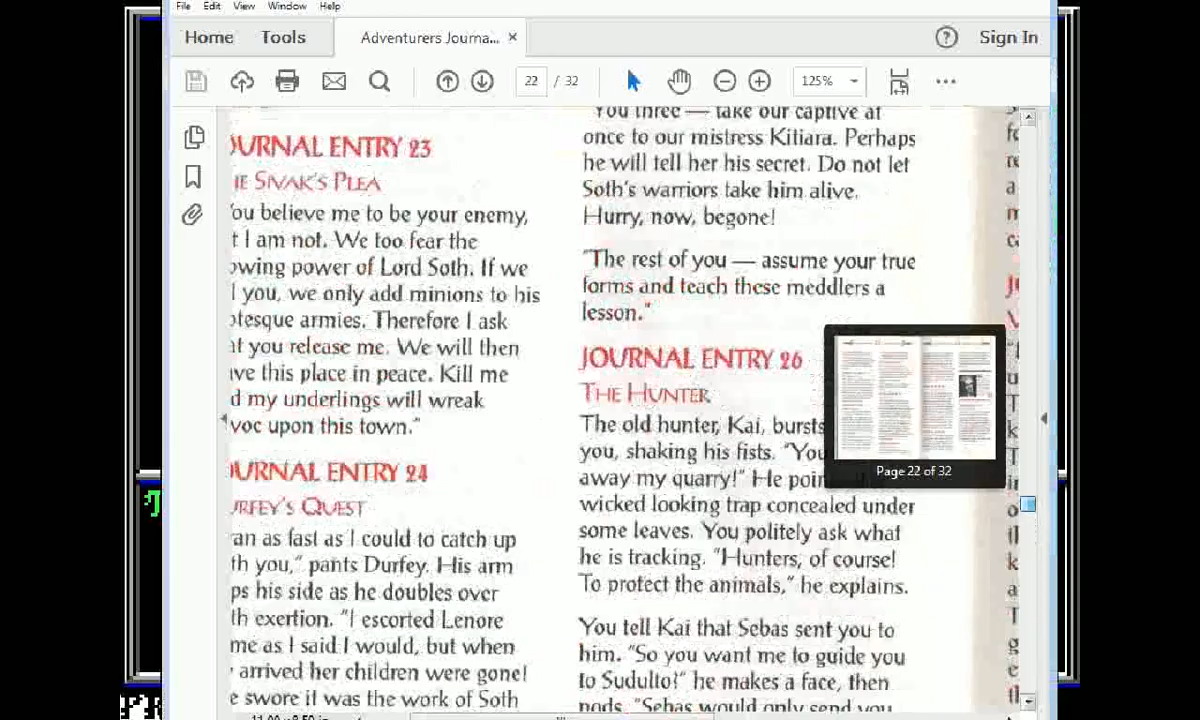 File Edit View Window Help
Home Tools Adventurers Journa... × Sign In
22 / 32 125%
URNAL ENTRY 23
E SIVAK'S PLEA
ou believe me to be your enemy,
t I am not. We too fear the
owing power of Lord Soth. If we
l you, we only add minions to his
otesque armies. Therefore I ask
at you release me. We will then
ve this place in peace. Kill me
d my underlings will wreak
voc upon this town."
URNAL ENTRY 24
RFEY'S QUEST
an as fast as I could to catch up
th you," pants Durfey. His arm
ps his side as he doubles over
th exertion. "I escorted Lenore
me as I said I would, but when
arrived her children were gone!
e swore it was the work of Soth
"You three — take our captive at
once to our mistress Kitiara. Perhaps
he will tell her his secret. Do not let
Soth's warriors take him alive.
Hurry, now, begone!
"The rest of you — assume your true
forms and teach these meddlers a
lesson."
JOURNAL ENTRY 26
THE HUNTER
The old hunter, Kai, bursts
you, shaking his fists. "You
away my quarry!" He poin
wicked looking trap concealed under
some leaves. You politely ask what
he is tracking. "Hunters, of course!
To protect the animals," he explains.
You tell Kai that Sebas sent you to
him. "So you want me to guide you
to Sudulto?" he makes a face, then
nods. "Sebas would only send you
Page 22 of 32